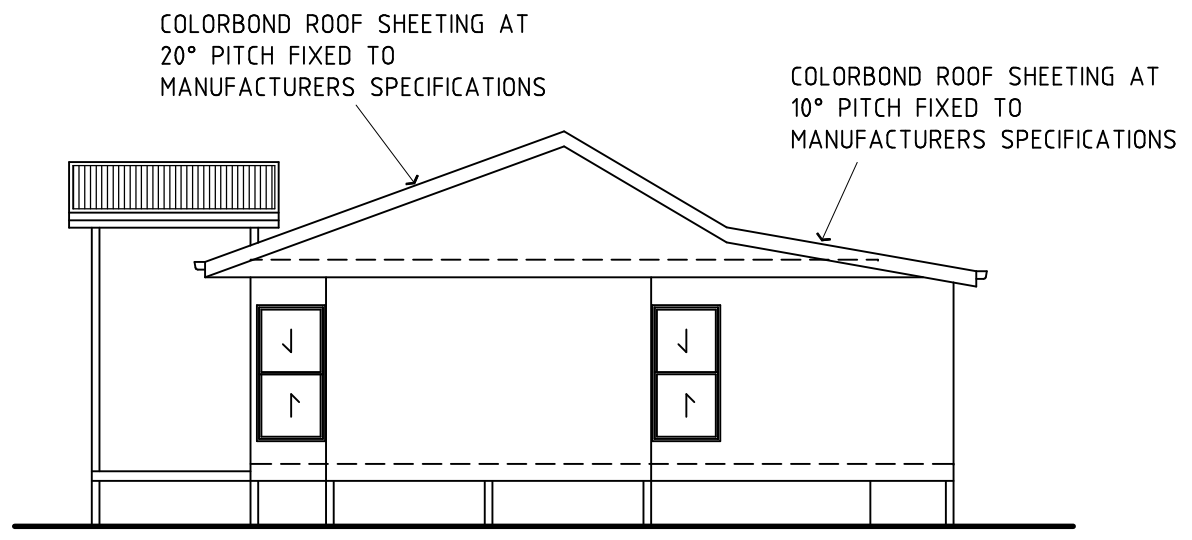 COLORBOND ROOF SHEETING AT
20° PITCH FIXED TO
MANUFACTURERS SPECIFICATIONS
COLORBOND ROOF SHEETING AT
10° PITCH FIXED TO
MANUFACTURERS SPECIFICATIONS